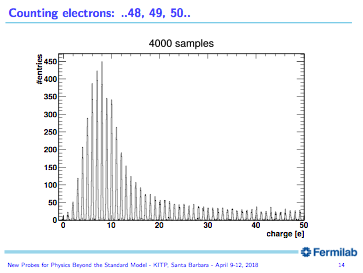 Counting electrons: ..48, 49, 50..
4000 samples
#entries
450
400
350
300
250
200
150
100
50
0
0 10 20 30 40 50
charge [e]
Fermilab
New Probes for Physics Beyond the Standard Model - KITP, Santa Barbara - April 9-12, 2018 14